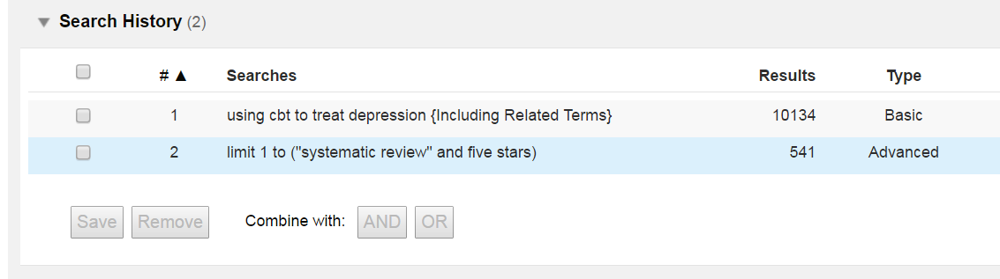 Search History (2)
# ▲ Searches Results Type
1 using cbt to treat depression {Including Related Terms} 10134 Basic
2 limit 1 to ("systematic review" and five stars) 541 Advanced
Save Remove Combine with: AND OR